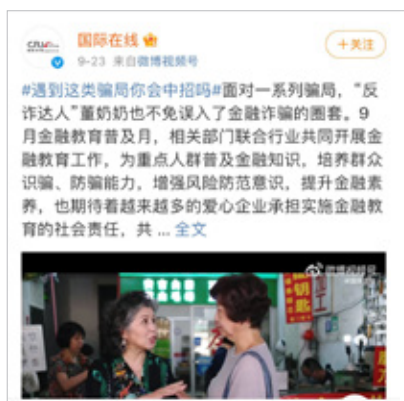 国际在线
+关注
9-23 来自微博视频号
#遇到这类骗局你会中招吗#面对一系列骗局，“反
诈达人”董奶奶也不免误入了金融诈骗的圈套。9
月金融教育普及月，相关部门联合行业共同开展金
融教育工作，为重点人群普及金融知识，培养群众
识骗、防骗能力，增强风险防范意识，提升金融素
养，也期待着越来越多的爱心企业承担实施金融教
育的社会责任，共 ... 全文
微博视频号